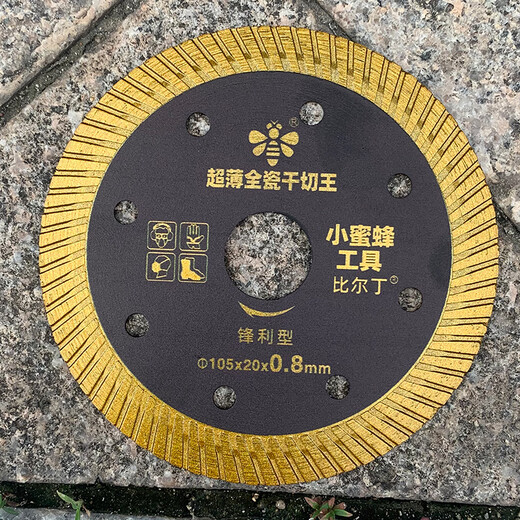 ®
超薄全瓷干切王
小蜜蜂
工具
比尔丁®
锋利型
Φ105x20x0.8mm